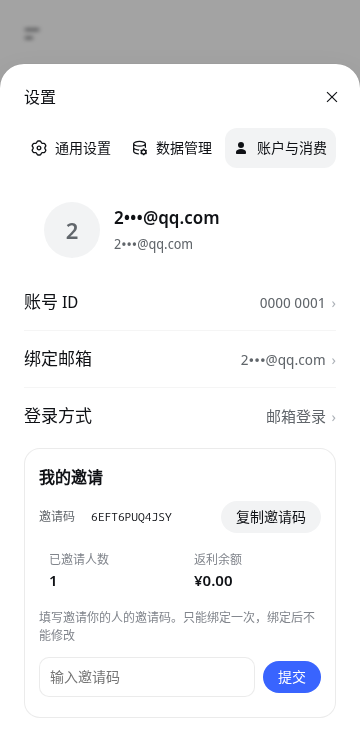 设置
通用设置 数据管理 账户与消费
2
2•••@qq.com
2•••@qq.com
账号 ID 0000 0001 ›
绑定邮箱 2•••@qq.com ›
登录方式 邮箱登录 ›
我的邀请
邀请码 6EFT6PUQ4JSY 复制邀请码
已邀请人数 返利余额
1 ¥0.00
填写邀请你的人的邀请码。只能绑定一次，绑定后不
能修改
输入邀请码 提交